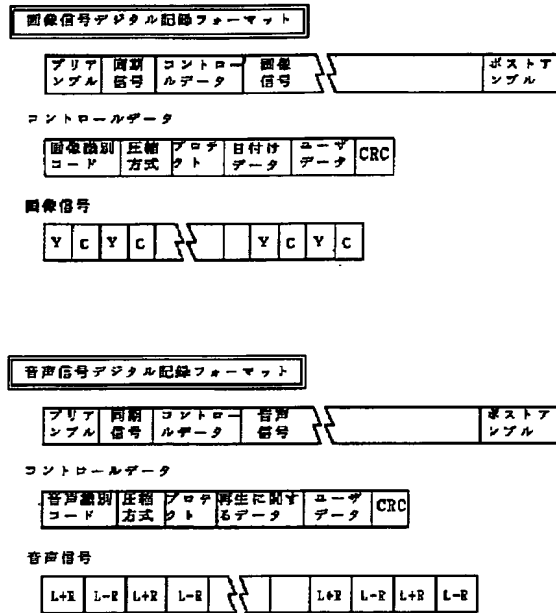 画像信号デジタル記録フォーマット
プリアンブル 同期信号 コントロールデータ 画像信号 ポストアンブル
コントロールデータ
画像識別コード 圧縮方式 プロテクト 日付けデータ ユーザデータ CRC
画像信号
Y C Y C Y C Y C
音声信号デジタル記録フォーマット
プリアンブル 同期信号 コントロールデータ 音声信号 ポストアンブル
コントロールデータ
音声識別コード 圧縮方式 プロテクト 再生に関するデータ ユーザデータ CRC
音声信号
L+R L-R L+R L-R L+R L-R L+R L-R